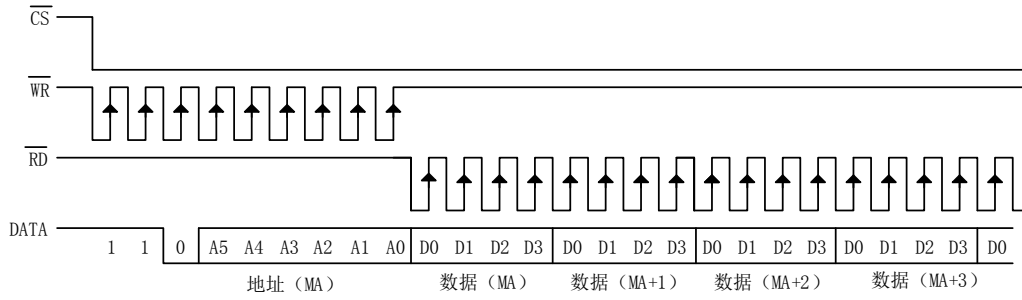 CS
WR
RD
DATA
1 1 0 A5 A4 A3 A2 A1 A0 D0 D1 D2 D3 D0 D1 D2 D3 D0 D1 D2 D3 D0 D1 D2 D3 D0
地址（MA） 数据（MA） 数据（MA+1） 数据（MA+2） 数据（MA+3）